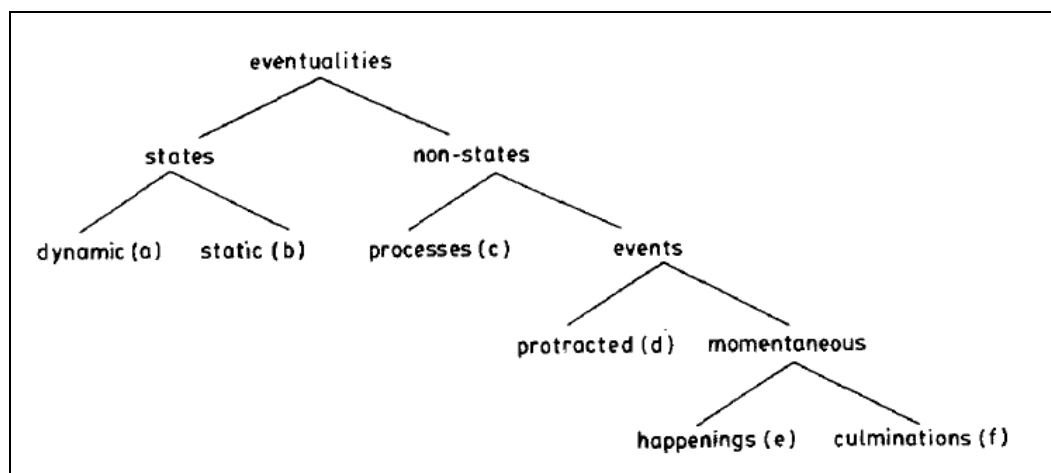 eventualities
states non-states
dynamic (a) static (b) processes (c) events
protracted (d) momentaneous
happenings (e) culminations (f)